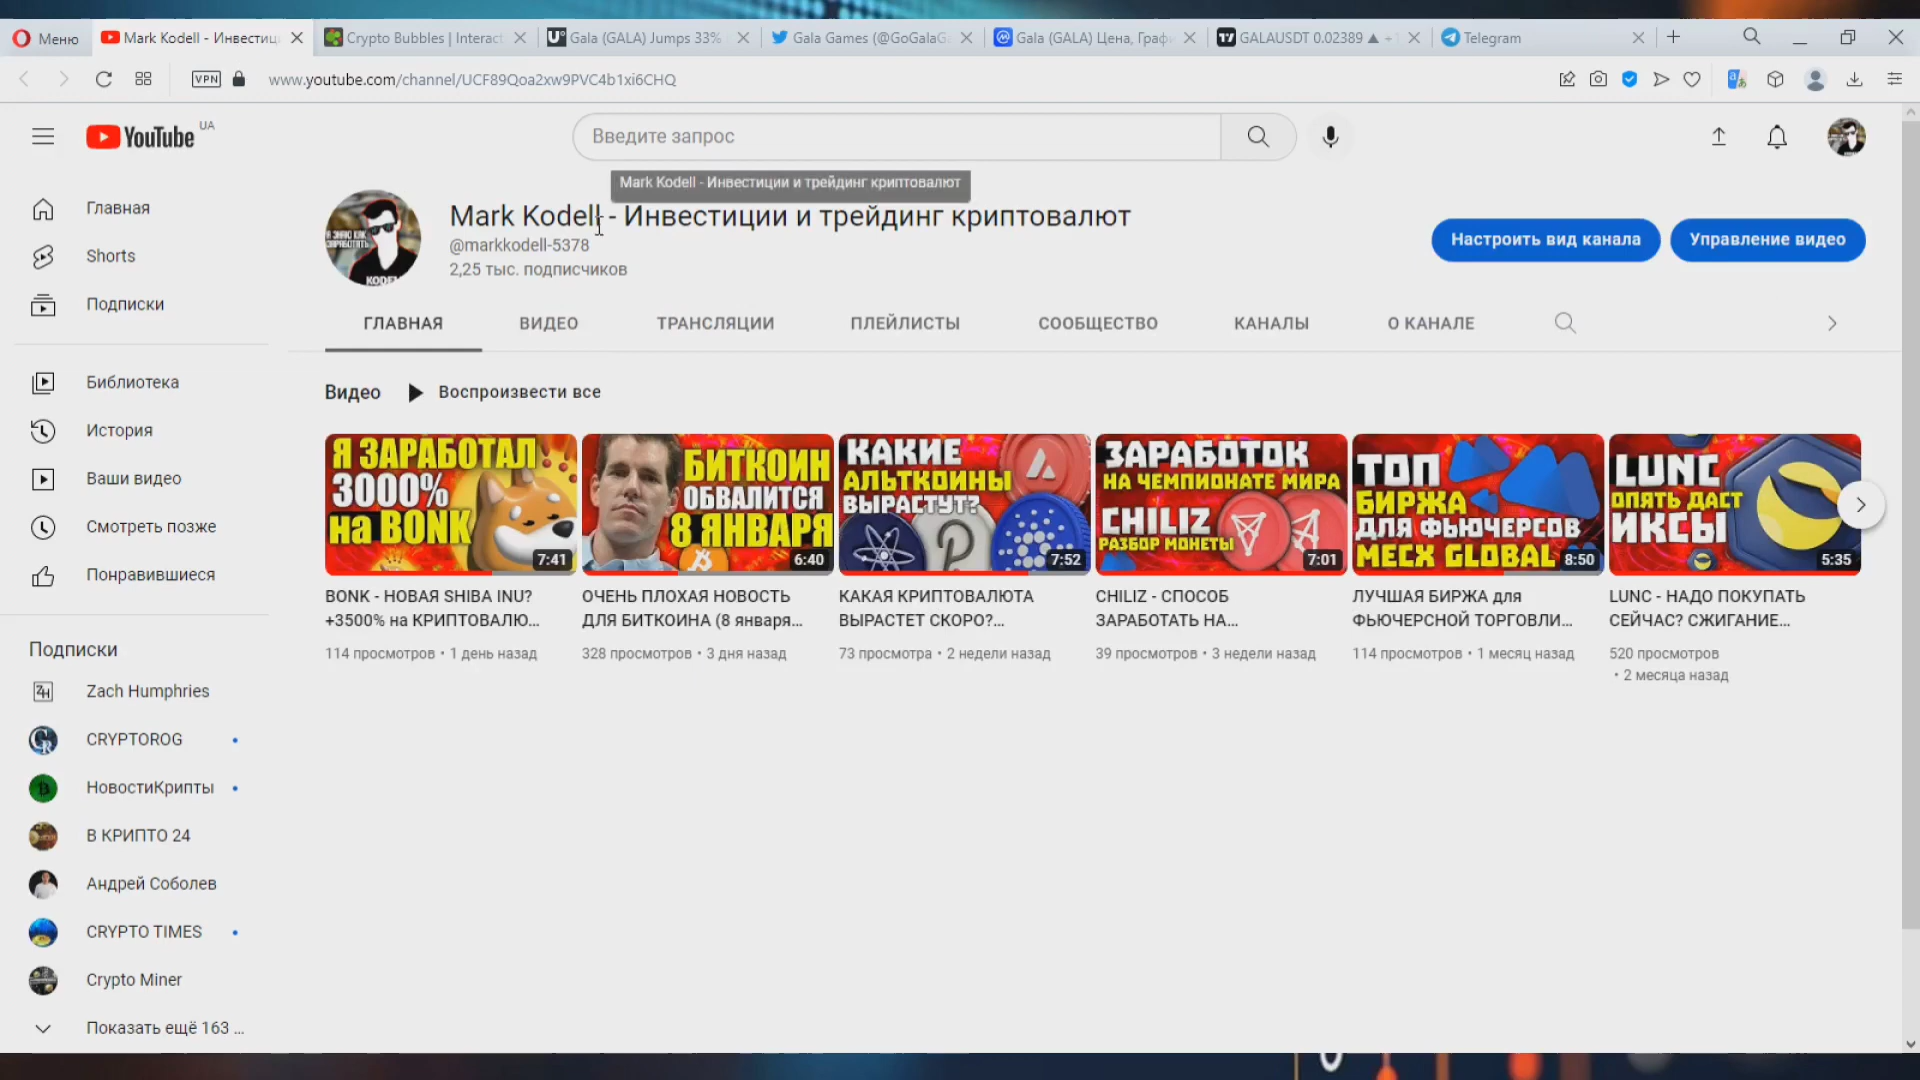 Меню
Mark Kodell - Инвестиц
Crypto Bubbles | Interac
Gala (GALA) Jumps 33%
Gala Games (@GoGalaG
Gala (GALA) Цена, Граф
GALAUSDT 0.02389 ▲ +
Telegram
VPN
www.youtube.com/channel/UCF89Qoa2xw9PVC4b1xi6CHQ
YouTube UA
Введите запрос
Mark Kodell - Инвестиции и трейдинг криптовалют
Mark Kodell - Инвестиции и трейдинг криптовалют
@markkodell-5378
2,25 тыс. подписчиков
Настроить вид канала
Управление видео
Я ЗНАЮ КАК
ЗАРАБОТАТЬ
ГЛАВНАЯ
ВИДЕО
ТРАНСЛЯЦИИ
ПЛЕЙЛИСТЫ
СООБЩЕСТВО
КАНАЛЫ
О КАНАЛЕ
Главная
Shorts
Подписки
Библиотека
История
Ваши видео
Смотреть позже
Понравившиеся
Подписки
Zach Humphries
CRYPTOROG
НовостиКрипты
В КРИПТО 24
Андрей Соболев
CRYPTO TIMES
Crypto Miner
Показать ещё 163 ...
Видео
Воспроизвести все
Я ЗАРАБОТАЛ
3000%
на BONK
7:41
BONK - НОВАЯ SHIBA INU?
+3500% на КРИПТОВАЛЮ...
114 просмотров • 1 день назад
БИТКОИН
ОБВАЛИТСЯ
8 ЯНВАРЯ
6:40
ОЧЕНЬ ПЛОХАЯ НОВОСТЬ
ДЛЯ БИТКОИНА (8 января...
328 просмотров • 3 дня назад
КАКИЕ
АЛЬТКОИНЫ
ВЫРАСТУТ?
7:52
КАКАЯ КРИПТОВАЛЮТА
ВЫРАСТЕТ СКОРО?...
73 просмотра • 2 недели назад
ЗАРАБОТОК
НА ЧЕМПИОНАТЕ МИРА
CHILIZ
РАЗБОР МОНЕТЫ
7:01
CHILIZ - СПОСОБ
ЗАРАБОТАТЬ НА...
39 просмотров • 3 недели назад
ТОП
БИРЖА
ДЛЯ ФЬЮЧЕРСОВ
MECX GLOBAL
8:50
ЛУЧШАЯ БИРЖА для
ФЬЮЧЕРСНОЙ ТОРГОВЛИ...
114 просмотров • 1 месяц назад
LUNC
ОПЯТЬ ДАСТ
ИКСЫ
5:35
LUNC - НАДО ПОКУПАТЬ
СЕЙЧАС? СЖИГАНИЕ...
520 просмотров
• 2 месяца назад